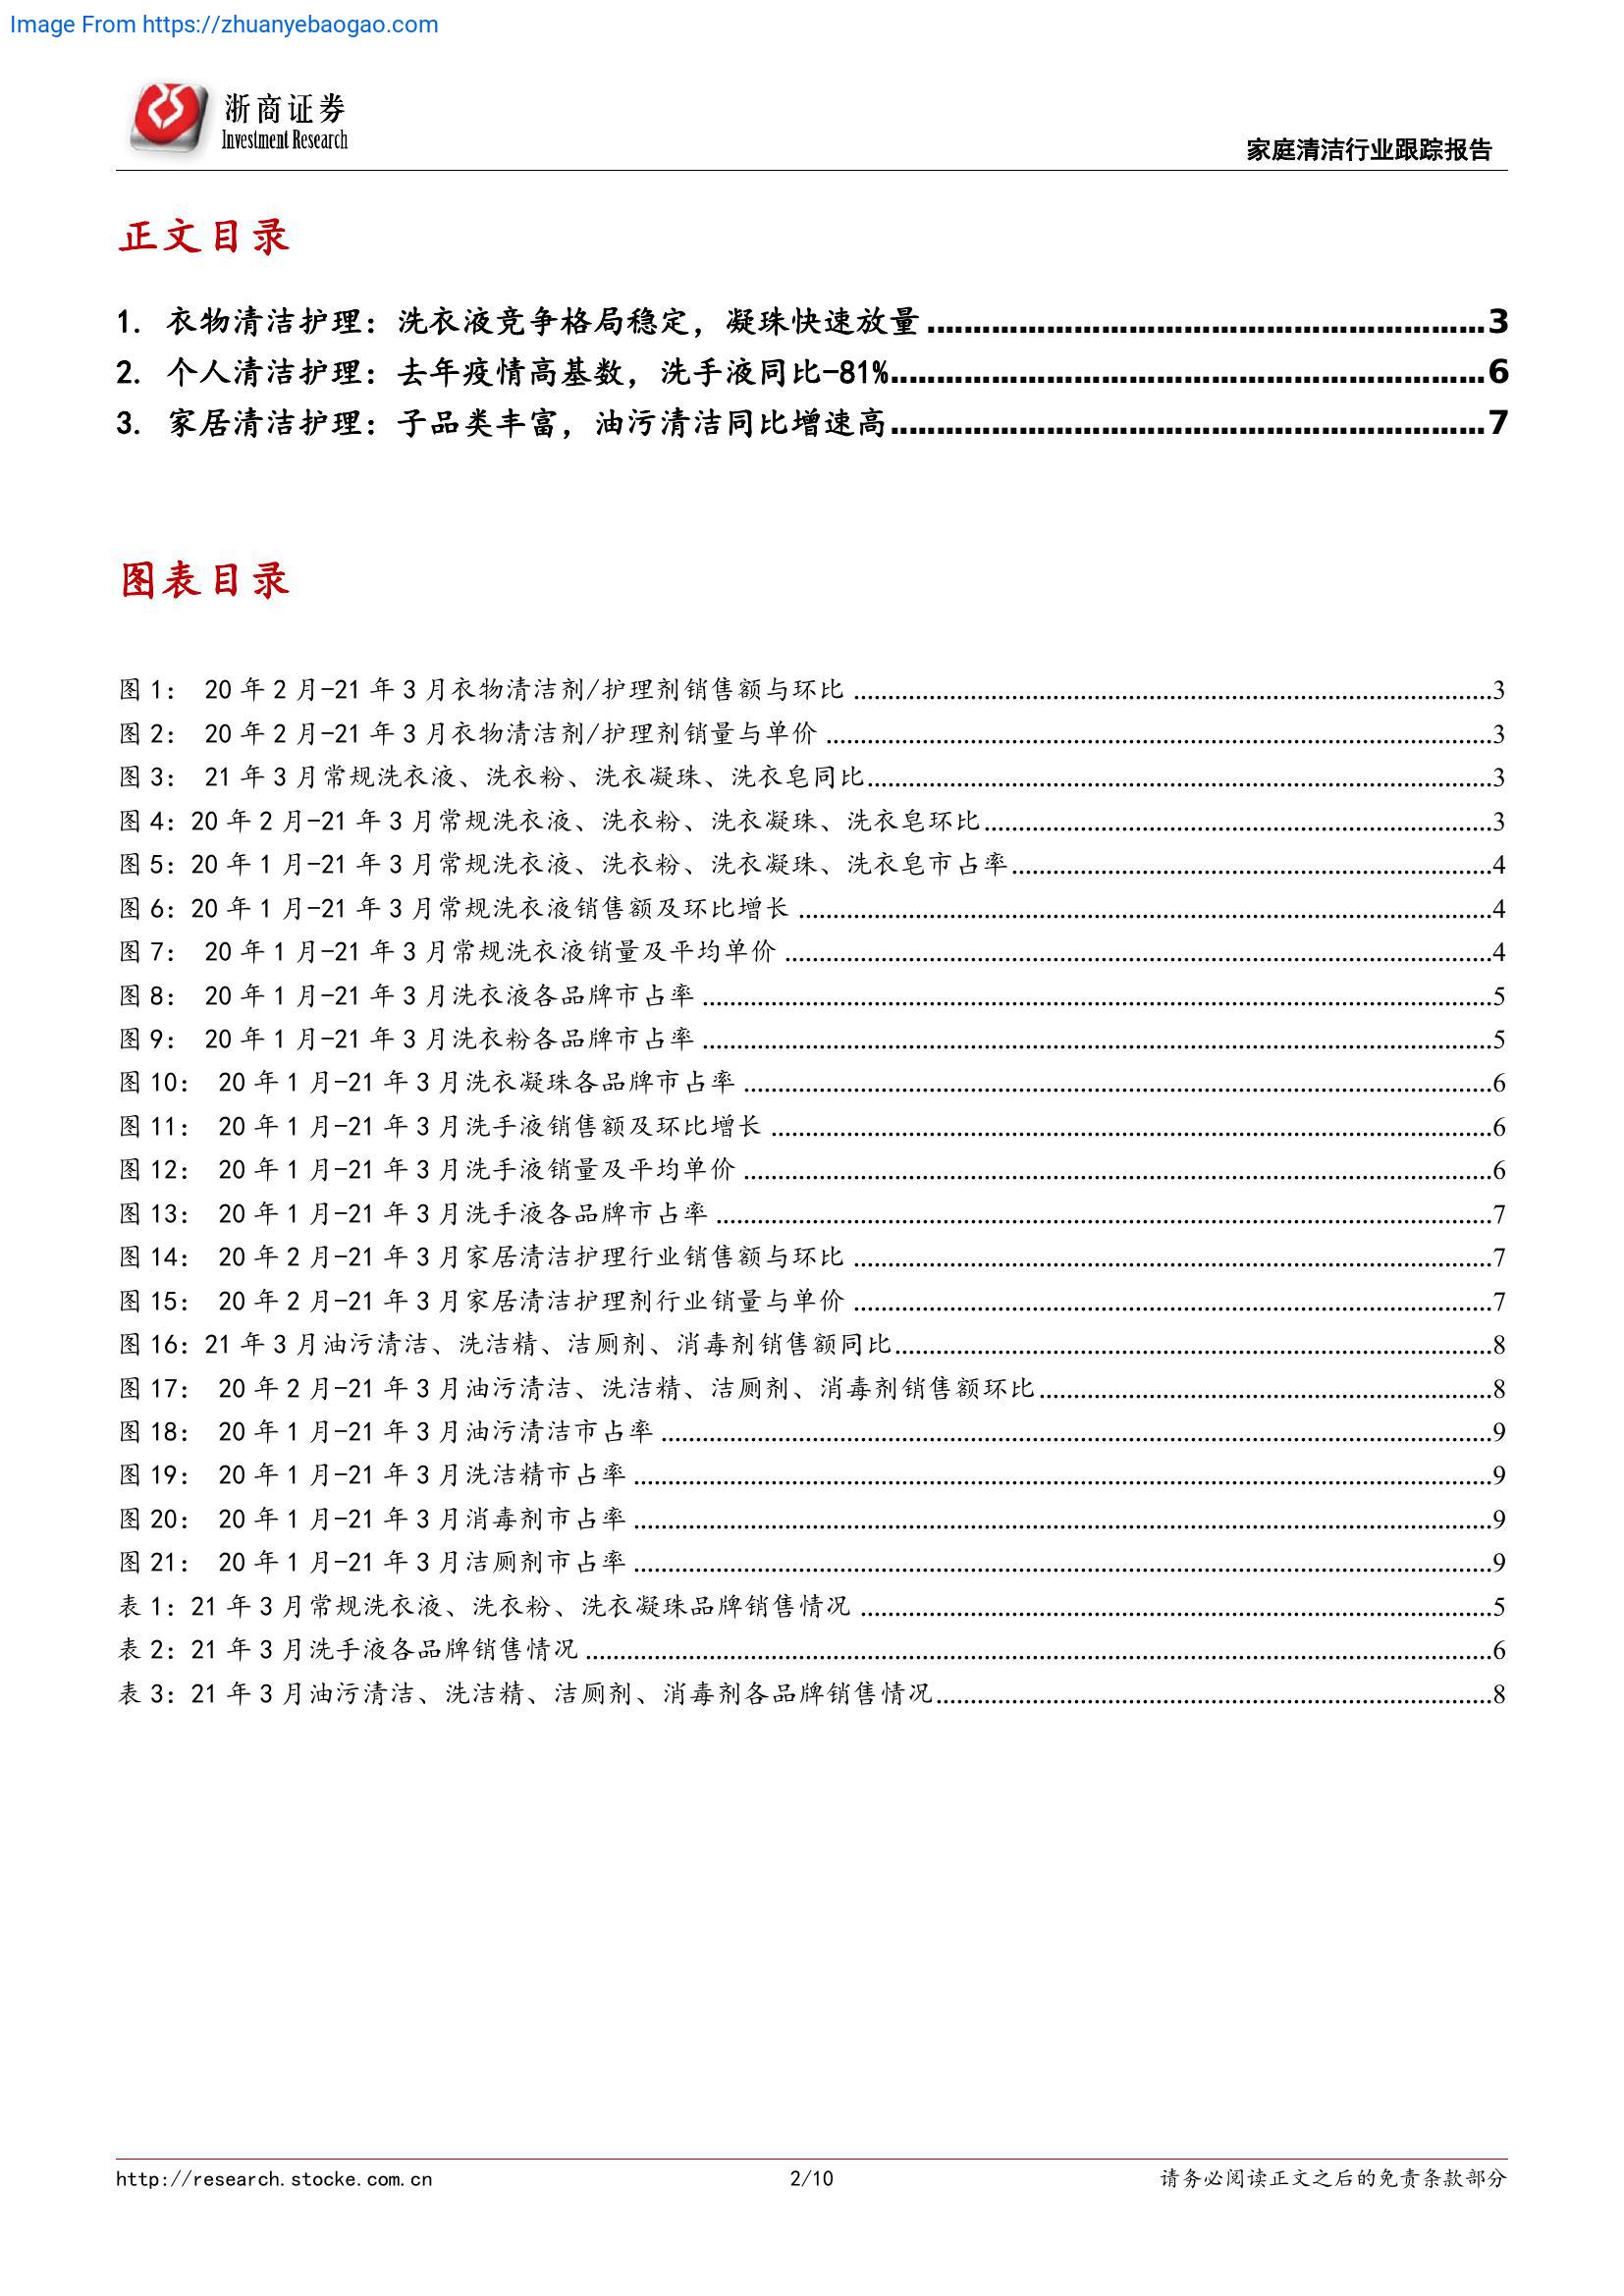 Image From https://zhuanyebaogao.com
浙商证券
Investment Research
家庭清洁行业跟踪报告
正文目录
1. 衣物清洁护理：洗衣液竞争格局稳定，凝珠快速放量........................................3
2. 个人清洁护理：去年疫情高基数，洗手液同比-81%........................................6
3. 家居清洁护理：子品类丰富，油污清洁同比增速高........................................7
图表目录
图 1： 20 年 2 月-21 年 3 月衣物清洁剂/护理剂销售额与环比........................................3
图 2： 20 年 2 月-21 年 3 月衣物清洁剂/护理剂销量与单价........................................3
图 3： 21 年 3 月常规洗衣液、洗衣粉、洗衣凝珠、洗衣皂同比........................................3
图 4：20 年 2 月-21 年 3 月常规洗衣液、洗衣粉、洗衣凝珠、洗衣皂环比........................................3
图 5：20 年 1 月-21 年 3 月常规洗衣液、洗衣粉、洗衣凝珠、洗衣皂市占率........................................4
图 6：20 年 1 月-21 年 3 月常规洗衣液销售额及环比增长........................................4
图 7： 20 年 1 月-21 年 3 月常规洗衣液销量及平均单价........................................4
图 8： 20 年 1 月-21 年 3 月洗衣液各品牌市占率........................................5
图 9： 20 年 1 月-21 年 3 月洗衣粉各品牌市占率........................................5
图 10： 20 年 1 月-21 年 3 月洗衣凝珠各品牌市占率........................................6
图 11： 20 年 1 月-21 年 3 月洗手液销售额及环比增长........................................6
图 12： 20 年 1 月-21 年 3 月洗手液销量及平均单价........................................6
图 13： 20 年 1 月-21 年 3 月洗手液各品牌市占率........................................7
图 14： 20 年 2 月-21 年 3 月家居清洁护理行业销售额与环比........................................7
图 15： 20 年 2 月-21 年 3 月家居清洁护理剂行业销量与单价........................................7
图 16：21 年 3 月油污清洁、洗洁精、洁厕剂、消毒剂销售额同比........................................8
图 17： 20 年 2 月-21 年 3 月油污清洁、洗洁精、洁厕剂、消毒剂销售额环比........................................8
图 18： 20 年 1 月-21 年 3 月油污清洁市占率........................................9
图 19： 20 年 1 月-21 年 3 月洗洁精市占率........................................9
图 20： 20 年 1 月-21 年 3 月消毒剂市占率........................................9
图 21： 20 年 1 月-21 年 3 月洁厕剂市占率........................................9
表 1：21 年 3 月常规洗衣液、洗衣粉、洗衣凝珠品牌销售情况........................................5
表 2：21 年 3 月洗手液各品牌销售情况........................................6
表 3：21 年 3 月油污清洁、洗洁精、洁厕剂、消毒剂各品牌销售情况........................................8
http://research.stocke.com.cn
2/10
请务必阅读正文之后的免责条款部分